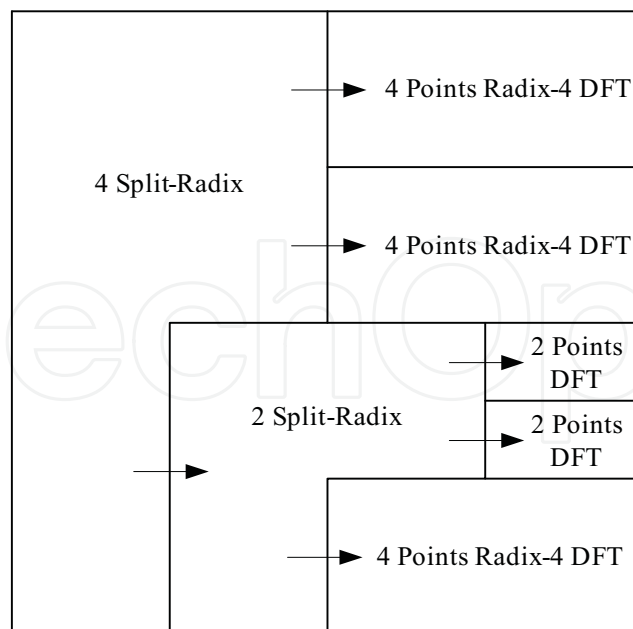 4 Points Radix-4 DFT
4 Split-Radix
4 Points Radix-4 DFT
2 Points
DFT
2 Split-Radix
2 Points
DFT
4 Points Radix-4 DFT
echOp